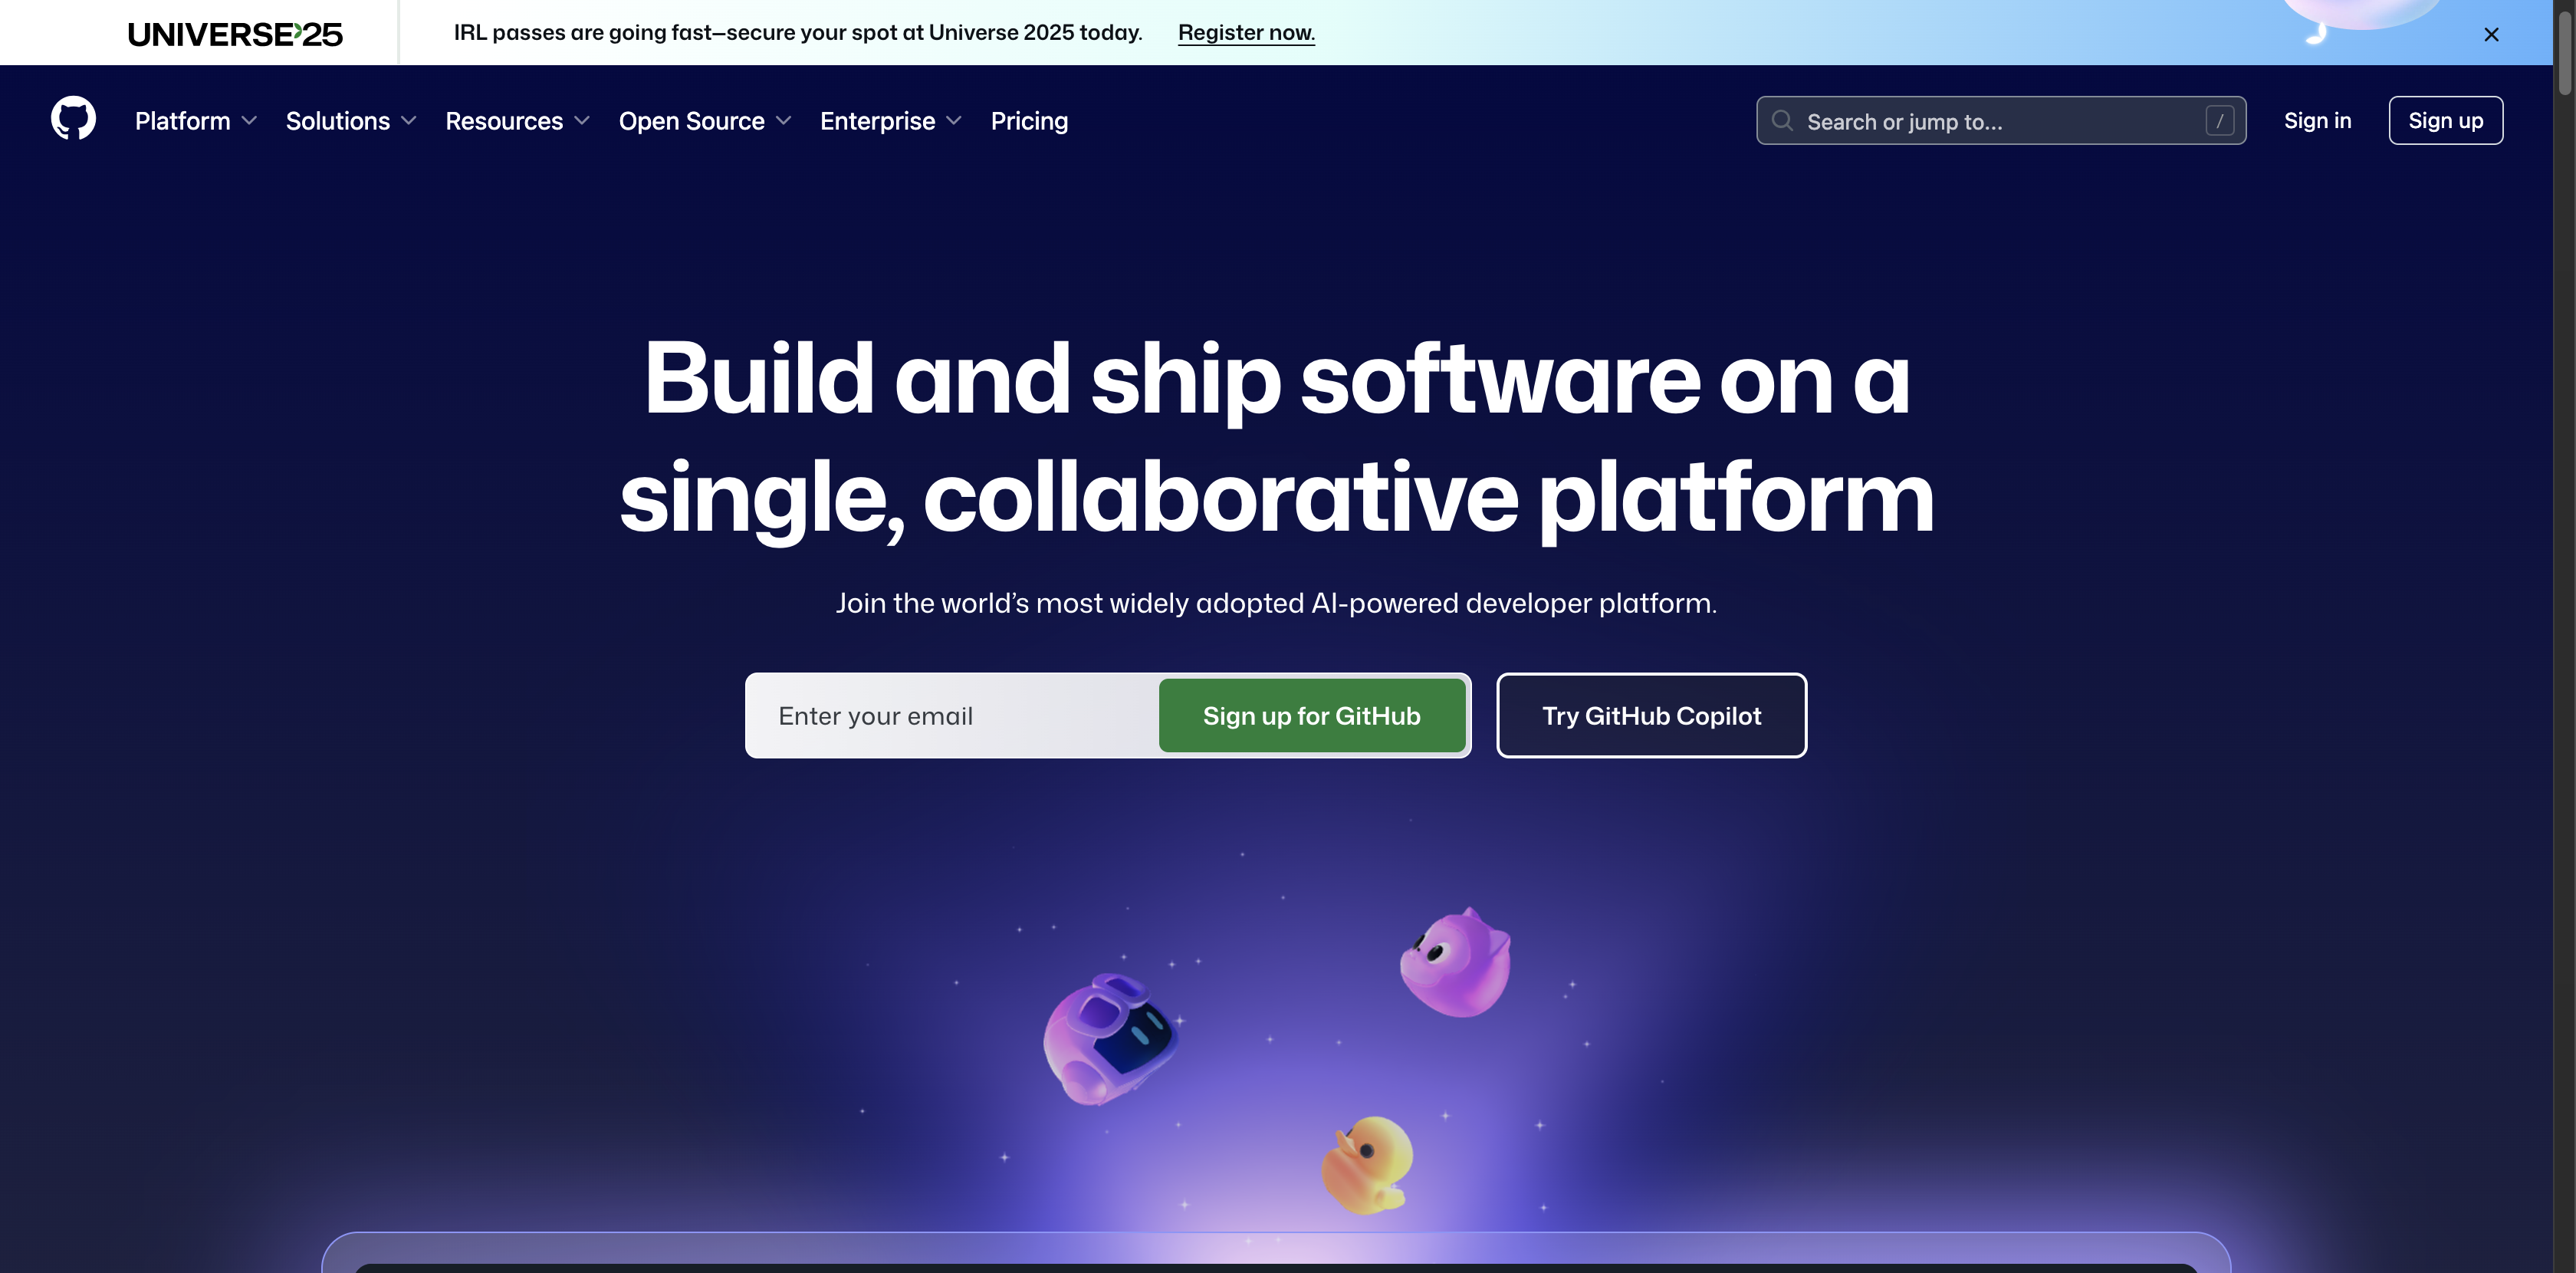 UNIVERSE'25
IRL passes are going fast—secure your spot at Universe 2025 today. Register now.
Platform Solutions Resources Open Source Enterprise Pricing
Search or jump to... /
Sign in
Sign up
Build and ship software on a
single, collaborative platform
Join the world’s most widely adopted AI-powered developer platform.
Enter your email
Sign up for GitHub
Try GitHub Copilot